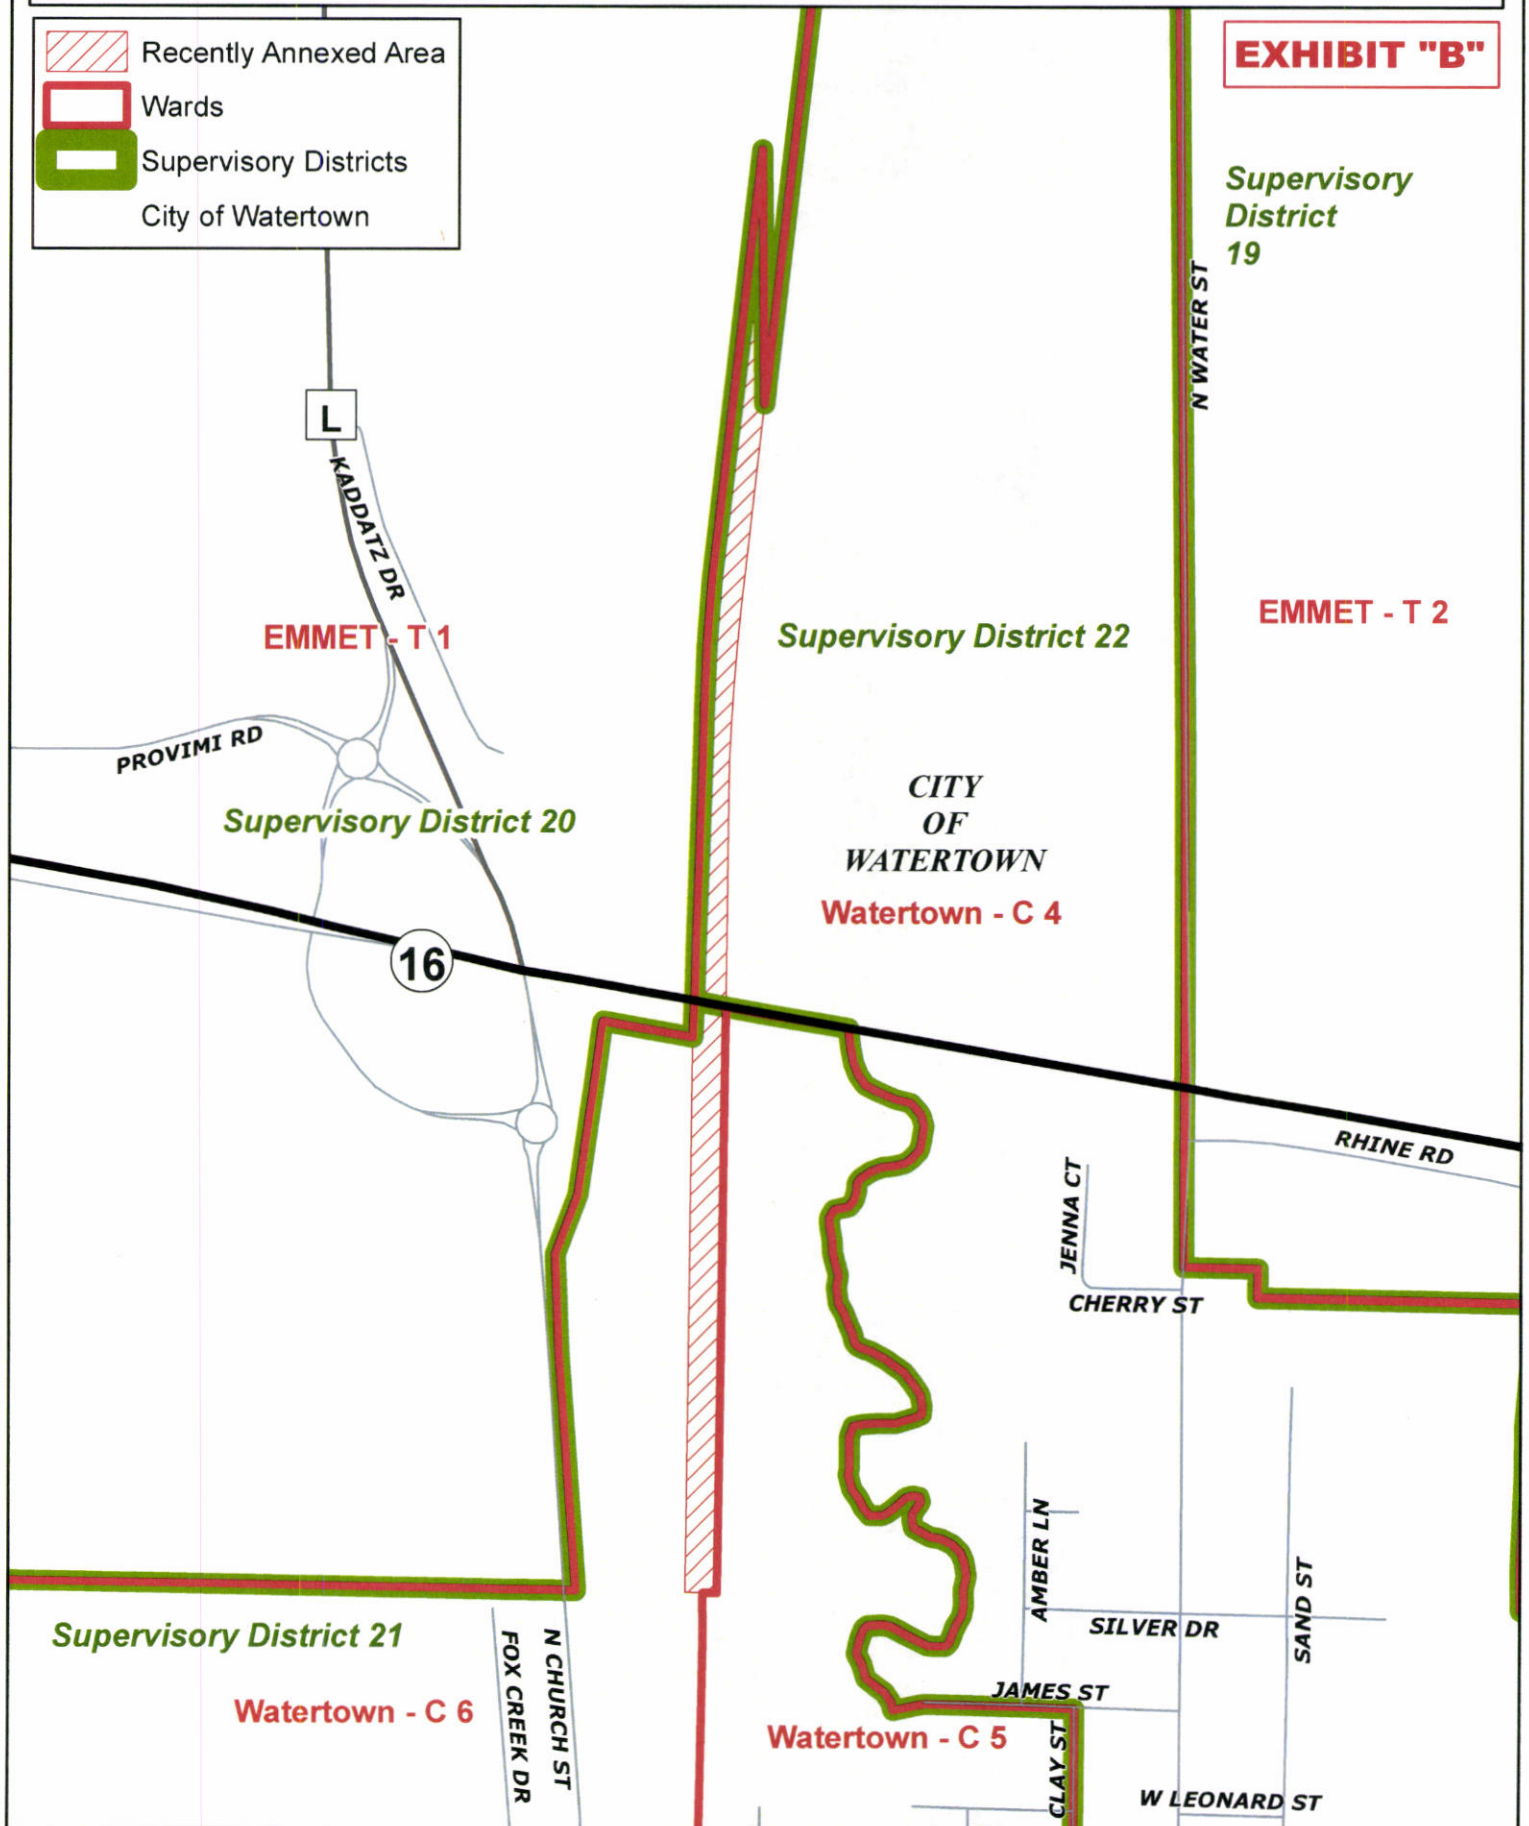 Recently Annexed Area
Wards
Supervisory Districts
City of Watertown
EXHIBIT "B"
Supervisory
District
19
N WATER ST
L
KADDATZ DR
EMMET - T 1
Supervisory District 22
EMMET - T 2
PROVIMI RD
Supervisory District 20
CITY
OF
WATERTOWN
Watertown - C 4
16
RHINE RD
JENNA CT
CHERRY ST
AMBER LN
SILVER DR
SAND ST
Supervisory District 21
FOX CREEK DR
N CHURCH ST
JAMES ST
Watertown - C 6
Watertown - C 5
CLAY ST
W LEONARD ST